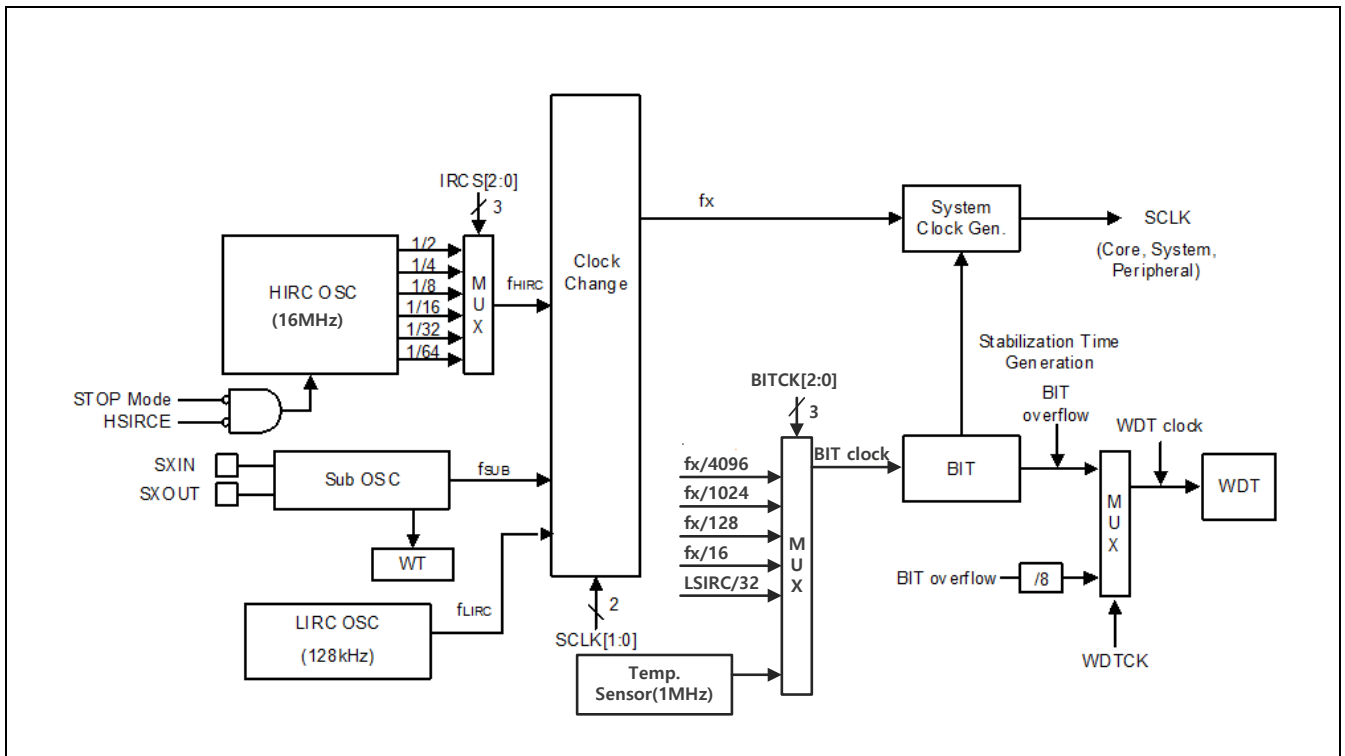 IRCS[2:0]
3
HIRC OSC
(16MHz)
1/2
1/4
1/8
1/16
1/32
1/64
M
U
X
fHIRC
STOP Mode
HSIRCE
SXIN
SXOUT
Sub OSC
fSUB
WT
LIRC OSC
(128kHz)
fLIRC
Clock
Change
2
SCLK[1:0]
fx
System
Clock Gen.
SCLK
(Core, System,
Peripheral)
Stabilization Time
Generation
BIT
overflow
BITCK[2:0]
3
fx/4096
fx/1024
fx/128
fx/16
LSIRC/32
M
U
X
Temp.
Sensor(1MHz)
BIT clock
BIT
WDT clock
M
U
X
WDT
BIT overflow
/8
WDTCK